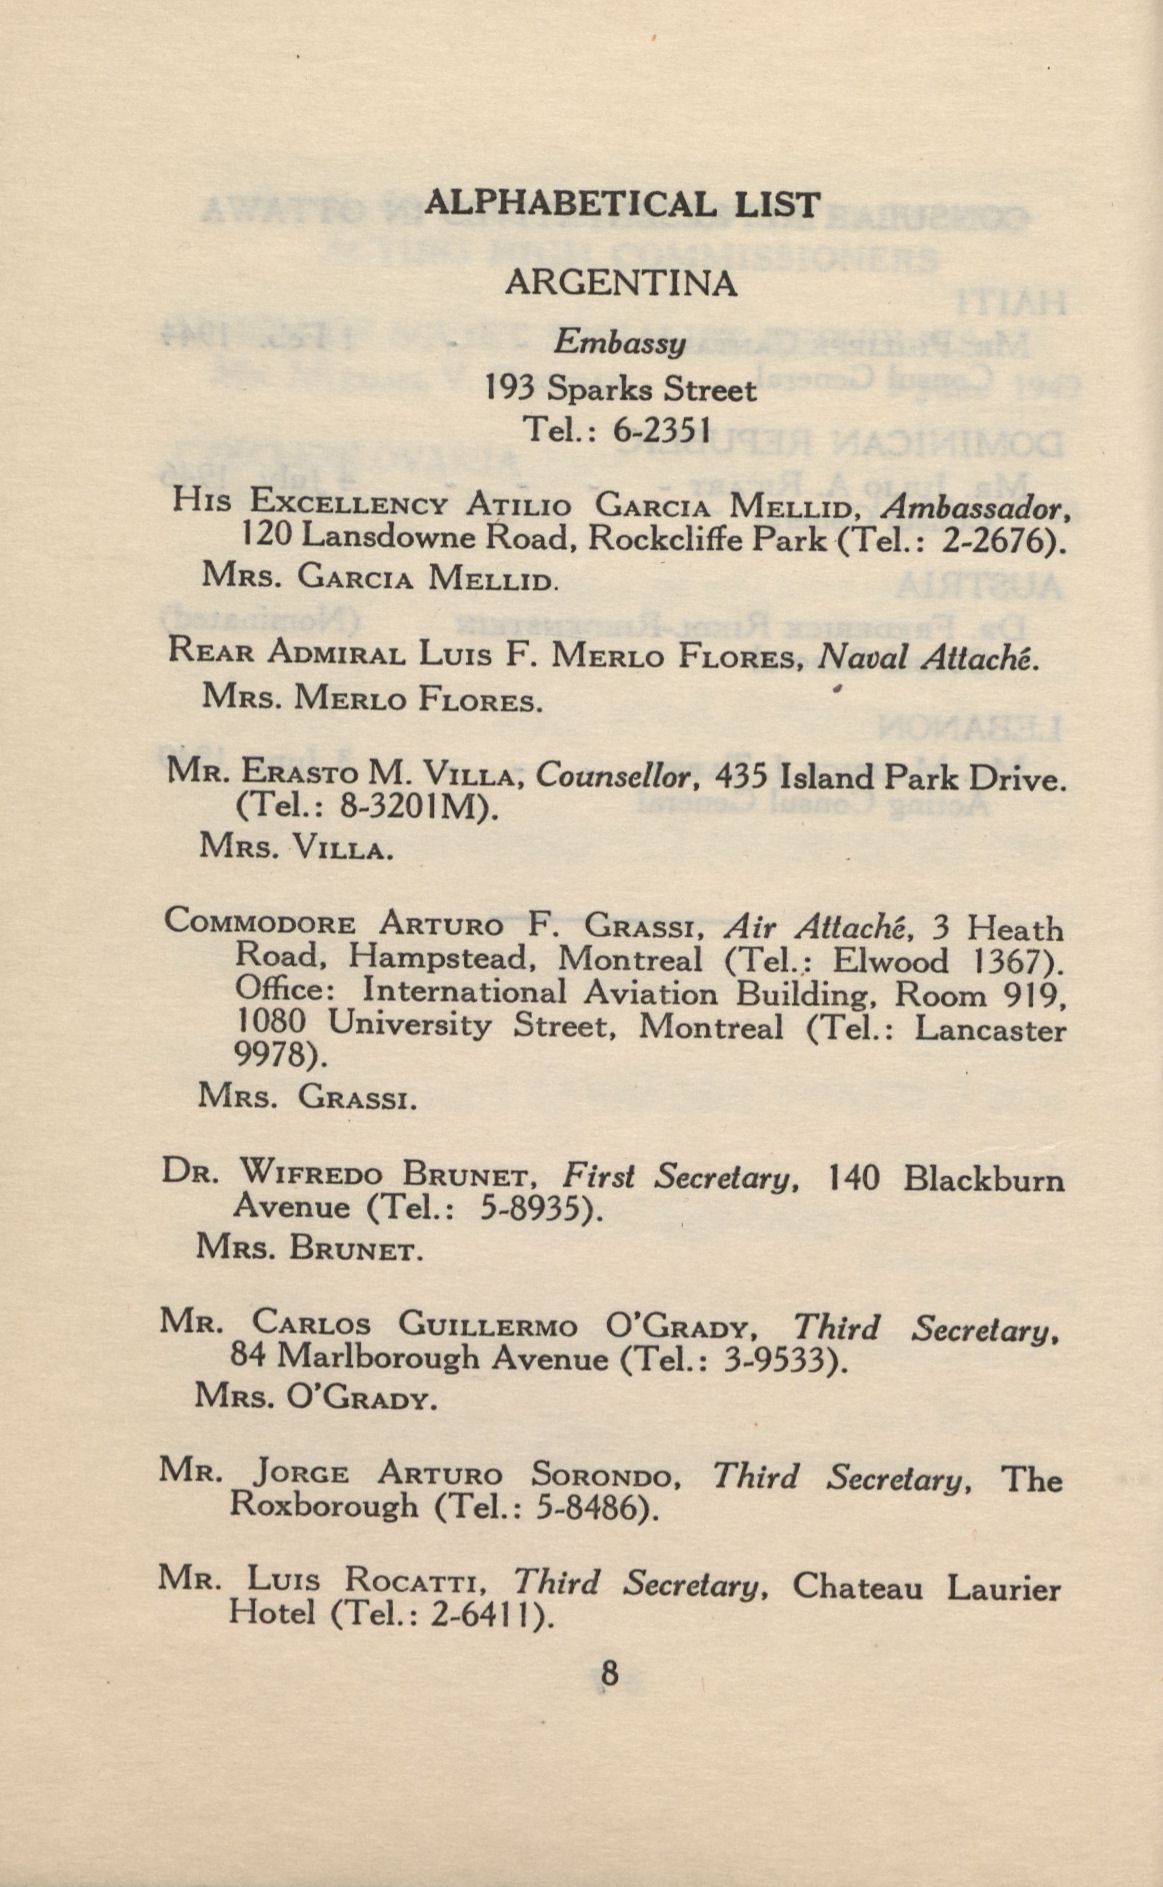 ALPHABETICAL LIST
ARGENTINA
Embassy
193 Sparks Street
Tel.: 6-2351
HIS EXCELLENCY ATILIO GARCIA MELLID, Ambassador,
120 Lansdowne Road, Rockcliffe Park (Tel.: 2-2676).
MRS. GARCIA MELLID.
REAR ADMIRAL LUIS F. MERLO FLORES, Naval Attaché.
MRS. MERLO FLORES.
MR. ERASTO M. VILLA, Counsellor, 435 Island Park Drive.
(Tel.: 8-3201M).
MRS. VILLA.
COMMODORE ARTURO F. GRASSI, Air Attaché, 3 Heath
Road, Hampstead, Montreal (Tel.: Elwood 1367).
Office: International Aviation Building, Room 919,
1080 University Street, Montreal (Tel.: Lancaster
9978).
MRS. GRASSI.
DR. WIFREDO BRUNET, First Secretary, 140 Blackburn
Avenue (Tel.: 5-8935).
MRS. BRUNET.
MR. CARLOS GUILLERMO O'GRADY, Third Secretary,
84 Marlborough Avenue (Tel.: 3-9533).
MRS. O'GRADY.
MR. JORGE ARTURO SORONDO, Third Secretary, The
Roxborough (Tel.: 5-8486).
MR. LUIS ROCATTI, Third Secretary, Chateau Laurier
Hotel (Tel.: 2-6411).
8